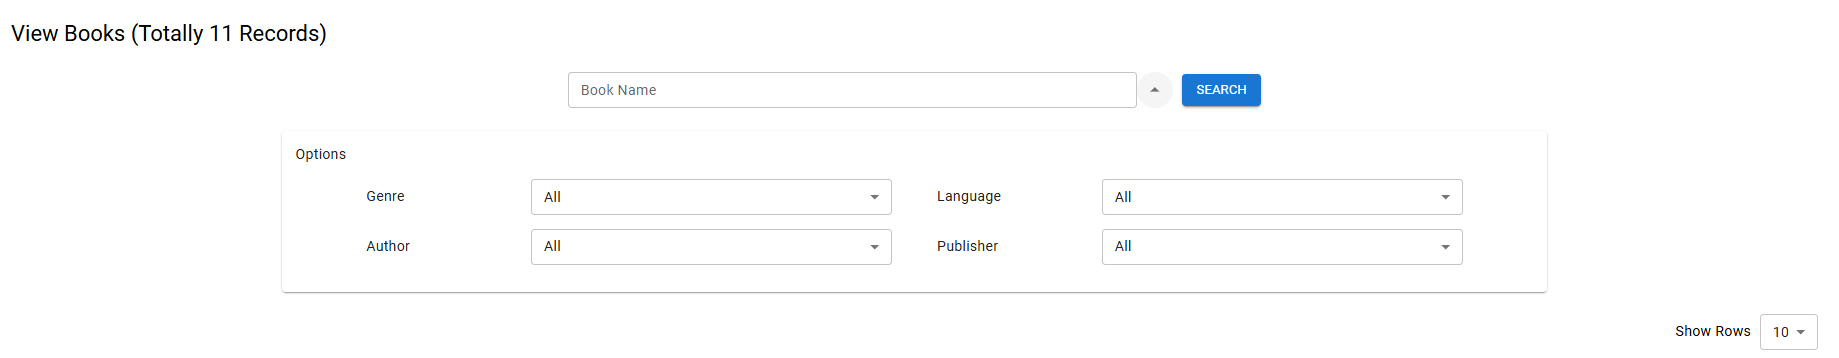 View Books (Totally 11 Records)
Book Name
SEARCH
Options
Genre All Language All
Author All Publisher All
Show Rows 10